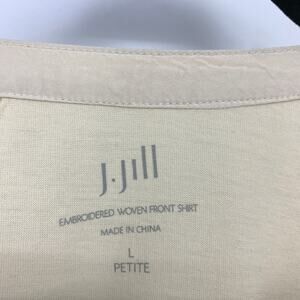 J.Jill
EMBROIDERED WOVEN FRONT SHIRT
MADE IN CHINA
L
PETITE